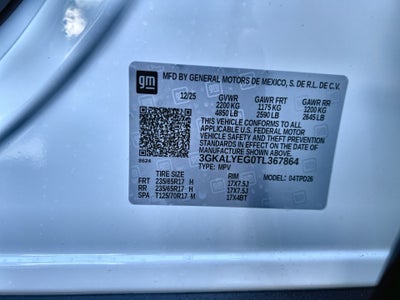 gm
MFD BY GENERAL MOTORS DE MEXICO, S. DE R.L. DE C.V.
12/25 GVWR GAWR FRT GAWR RR
2200 KG 1175 KG 1200 KG
4850 LB 2590 LB 2645 LB
THIS VEHICLE CONFORMS TO ALL APPLICABLE
U.S. FEDERAL MOTOR VEHICLE SAFETY, BUMPER, AND
THEFT PREVENTION STANDARDS IN EFFECT ON THE
DATE OF MANUFACTURE SHOWN ABOVE.
3GKALYEG0TL367864
8624 TYPE: MPV
TIRE SIZE RIM MODEL: 04TPD26
FRT 235/65R17 H 17X7.5J
RR 235/65R17 H 17X7.5J
SPA T125/70R17 M 17X4BT